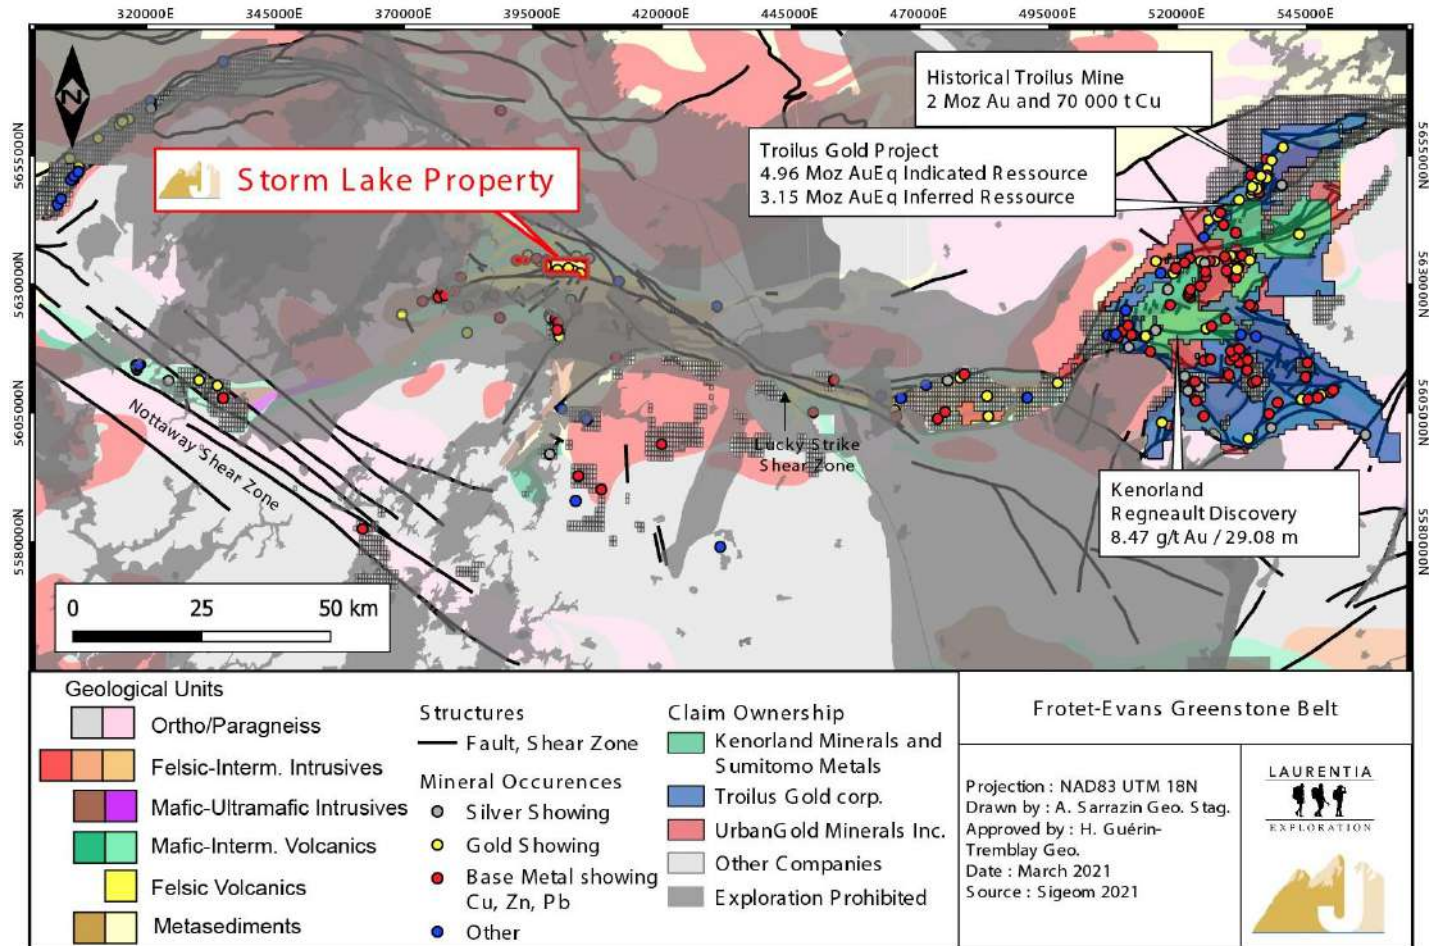 320000E 345000E 370000E 395000E 420000E 445000E 470000E 495000E 520000E 545000E
N
5655000N
5630000N
5605000N
5580000N
5655000N
5630000N
5605000N
5580000N
Historical Troilus Mine
2 Moz Au and 70 000 t Cu
Troilus Gold Project
4.96 Moz AuEq Indicated Ressource
3.15 Moz AuEq Inferred Ressource
J Storm Lake Property
Nottaway Shear Zone
Lucky Strike
Shear Zone
Kenorland
Regneault Discovery
8.47 g/t Au / 29.08 m
0 25 50 km
Geological Units
Ortho/Paragneiss
Felsic-Interm. Intrusives
Mafic-Ultramafic Intrusives
Mafic-Interm. Volcanics
Felsic Volcanics
Metasediments
Structures
Fault, Shear Zone
Mineral Occurences
Silver Showing
Gold Showing
Base Metal showing
Cu, Zn, Pb
Other
Claim Ownership
Kenorland Minerals and
Sumitomo Metals
Troilus Gold corp.
UrbanGold Minerals Inc.
Other Companies
Exploration Prohibited
Frotet-Evans Greenstone Belt
Projection : NAD83 UTM 18N
Drawn by : A. Sarrazin Geo. Stag.
Approved by : H. Guérin-
Tremblay Geo.
Date : March 2021
Source : Sigeom 2021
LAURENTIA
EXPLORATION
J